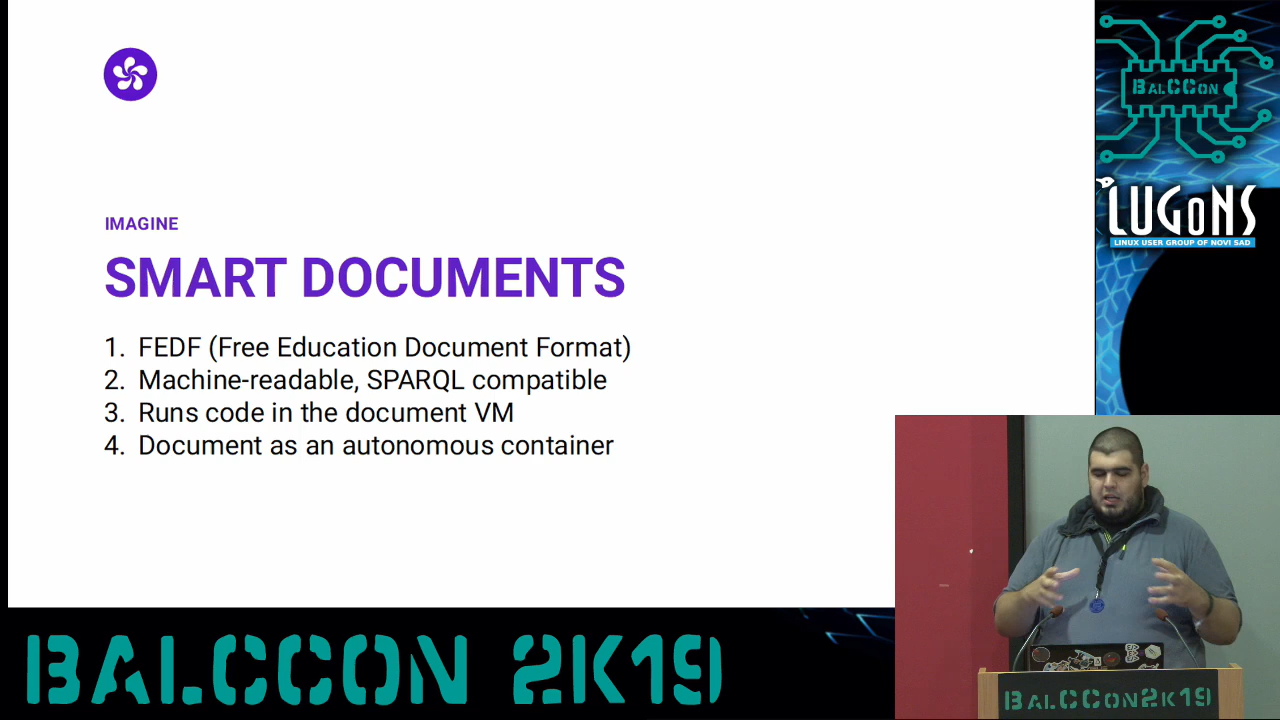 IMAGINE
SMART DOCUMENTS
1. FEDF (Free Education Document Format)
2. Machine-readable, SPARQL compatible
3. Runs code in the document VM
4. Document as an autonomous container
BALCCON
LUGONS
LINUX USER GROUP OF NOVI SAD
BALCCON 2K19
BALCCON2K19